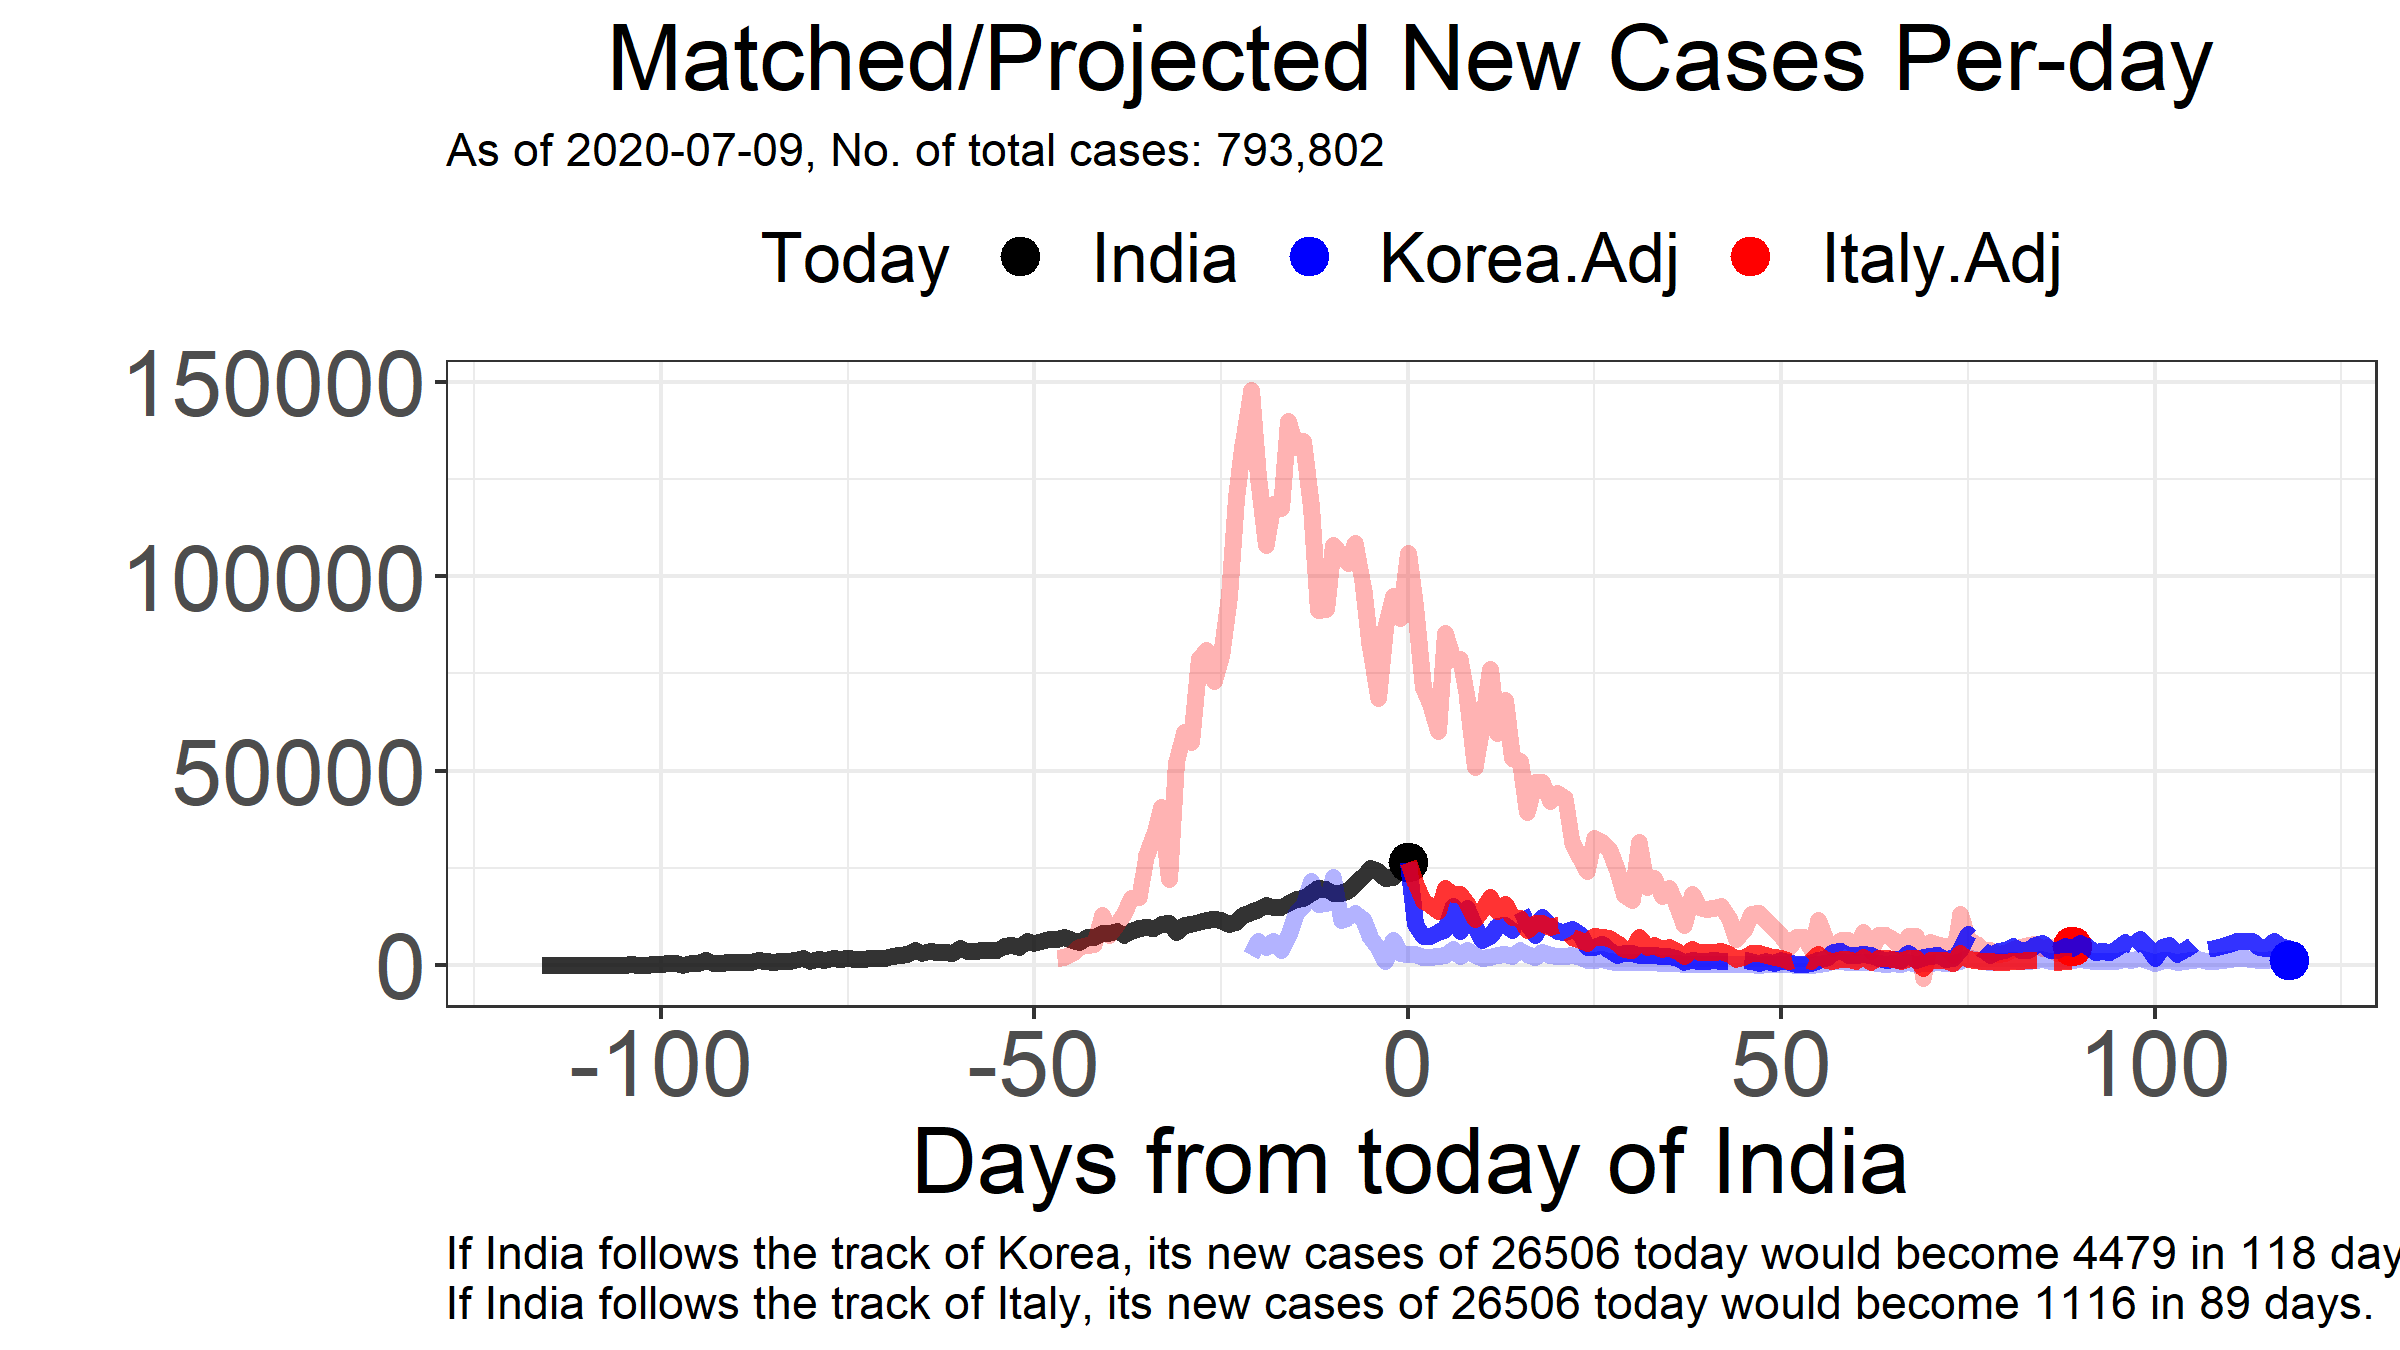 Matched/Projected New Cases Per-day
As of 2020-07-09, No. of total cases: 793,802
Today India Korea.Adj Italy.Adj
150000
100000
50000
0
-100 -50 0 50 100
Days from today of India
If India follows the track of Korea, its new cases of 26506 today would become 4479 in 118 day
If India follows the track of Italy, its new cases of 26506 today would become 1116 in 89 days.